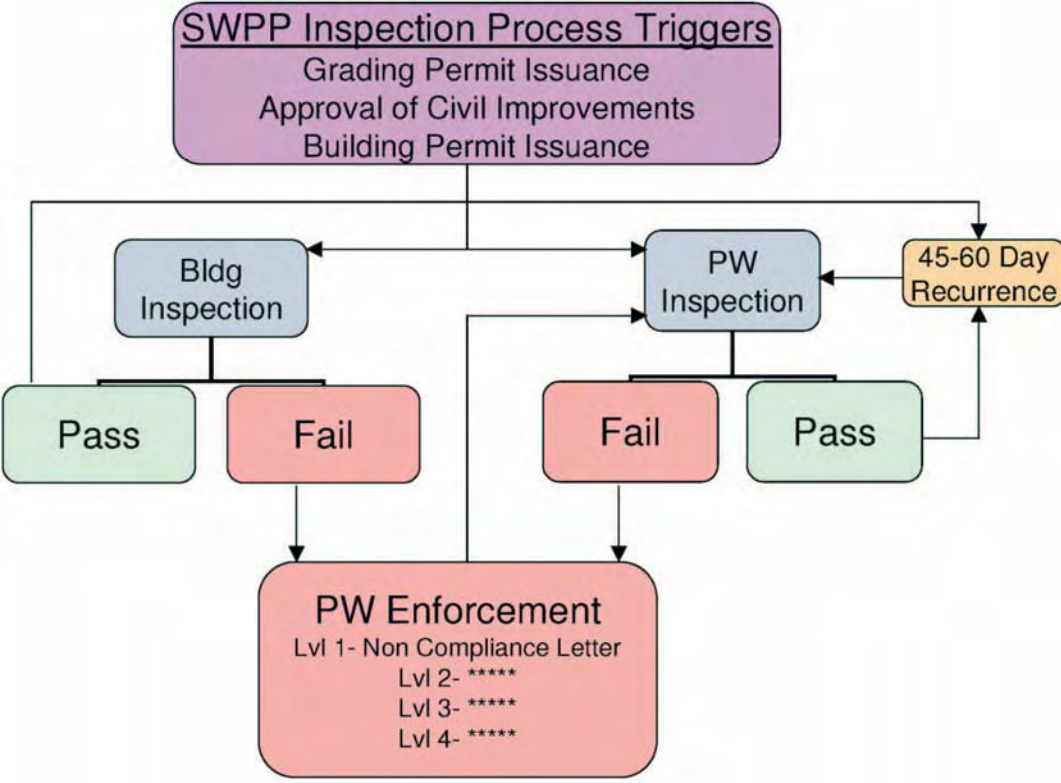 SWPP Inspection Process Triggers
Grading Permit Issuance
Approval of Civil Improvements
Building Permit Issuance
Bldg
Inspection
PW
Inspection
45-60 Day
Recurrence
Pass
Fail
Fail
Pass
PW Enforcement
Lvl 1- Non Compliance Letter
Lvl 2- *****
Lvl 3- *****
Lvl 4- *****